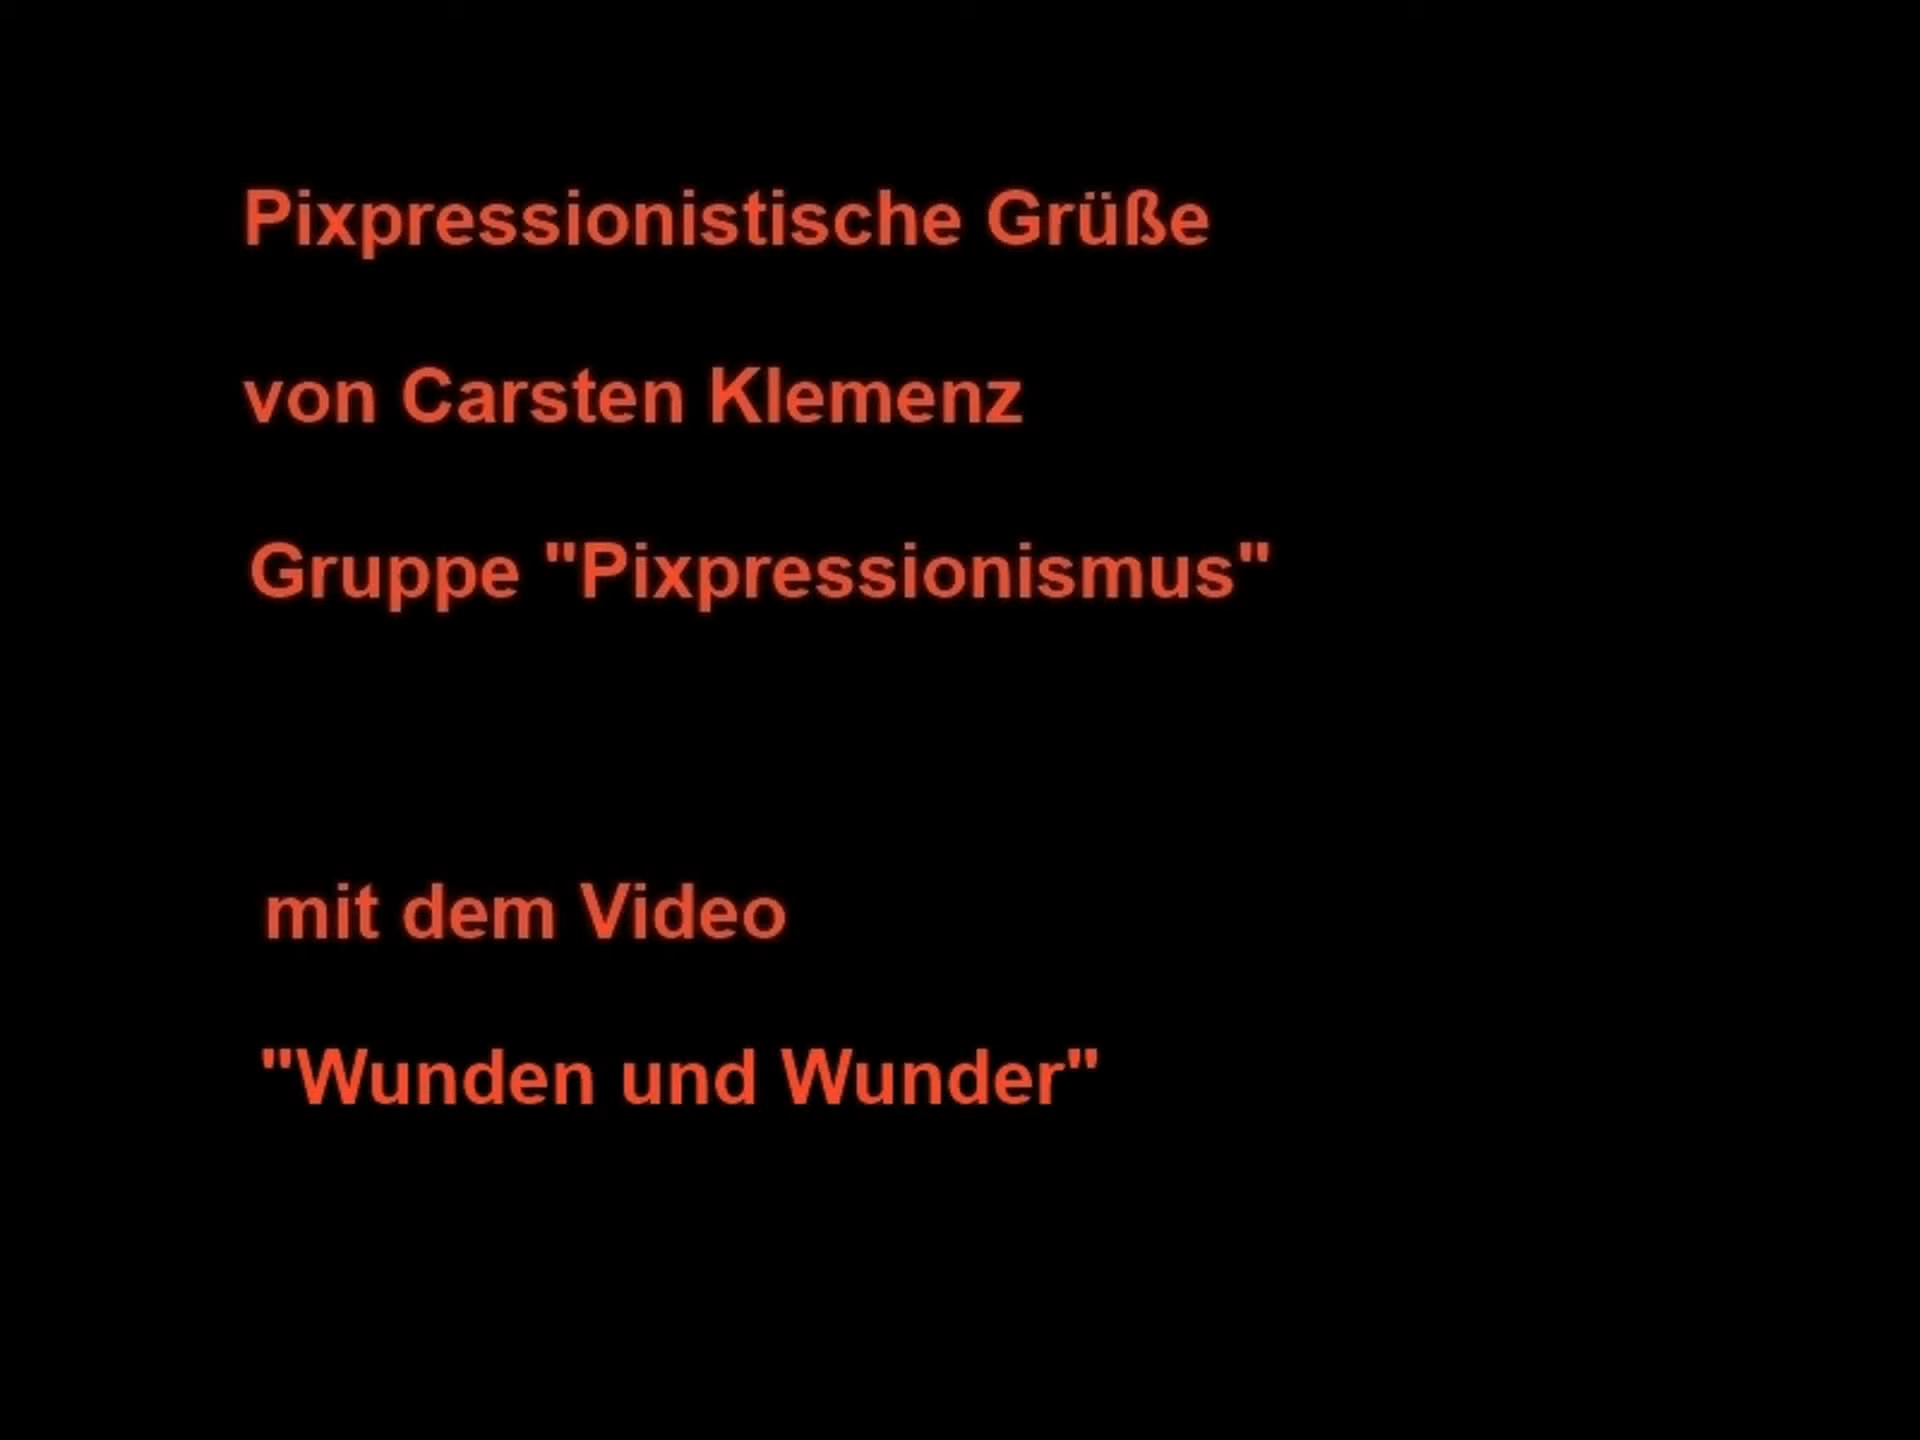 Pixpressionistische Grüße
von Carsten Klemenz
Gruppe "Pixpressionismus"
mit dem Video
"Wunden und Wunder"